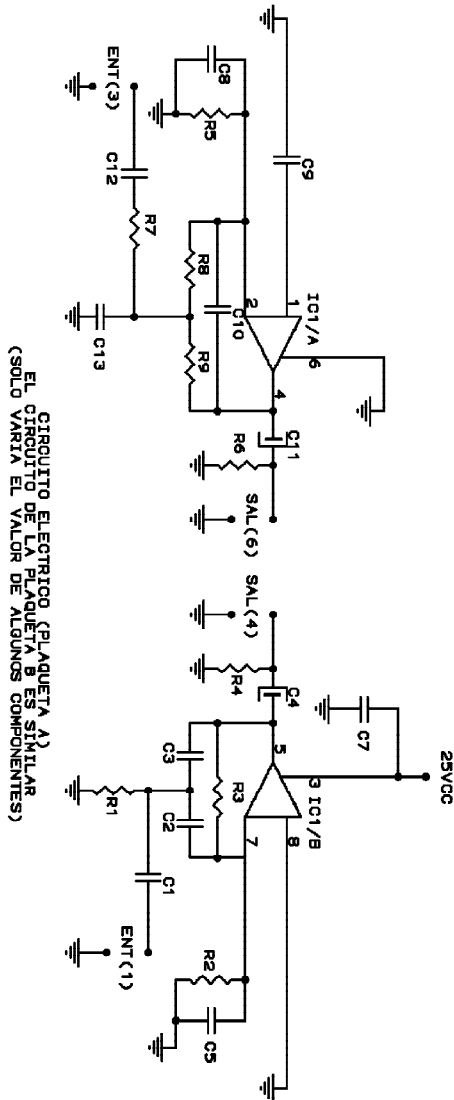 25VCC
C9
C8
R5
ENT(3)
C12
R7
R8
C10
R9
C13
1
IC1/A
2
6
4
C11
R6
SAL(6)
SAL(4)
R4
C4
C7
5
3
IC1/B
8
7
R3
C3
C2
R1
C1
ENT(1)
R2
C5
CIRCUITO ELECTRICO (PLAQUETA A)
EL CIRCUITO DE LA PLAQUETA B ES SIMILAR
(SOLO VARIA EL VALOR DE ALGUNOS COMPONENTES)